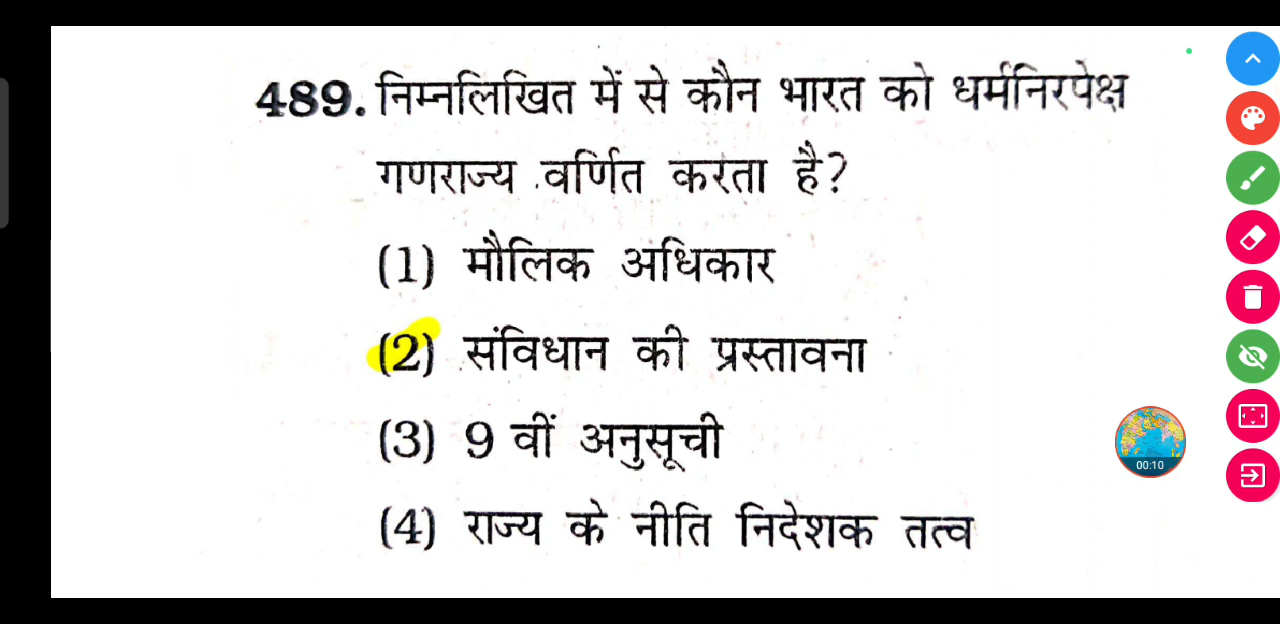 489. निम्नलिखित में से कौन भारत को धर्मनिरपेक्ष
गणराज्य वर्णित करता है?
(1) मौलिक अधिकार
(2) संविधान की प्रस्तावना
(3) 9 वीं अनुसूची
(4) राज्य के नीति निदेशक तत्व
00:10